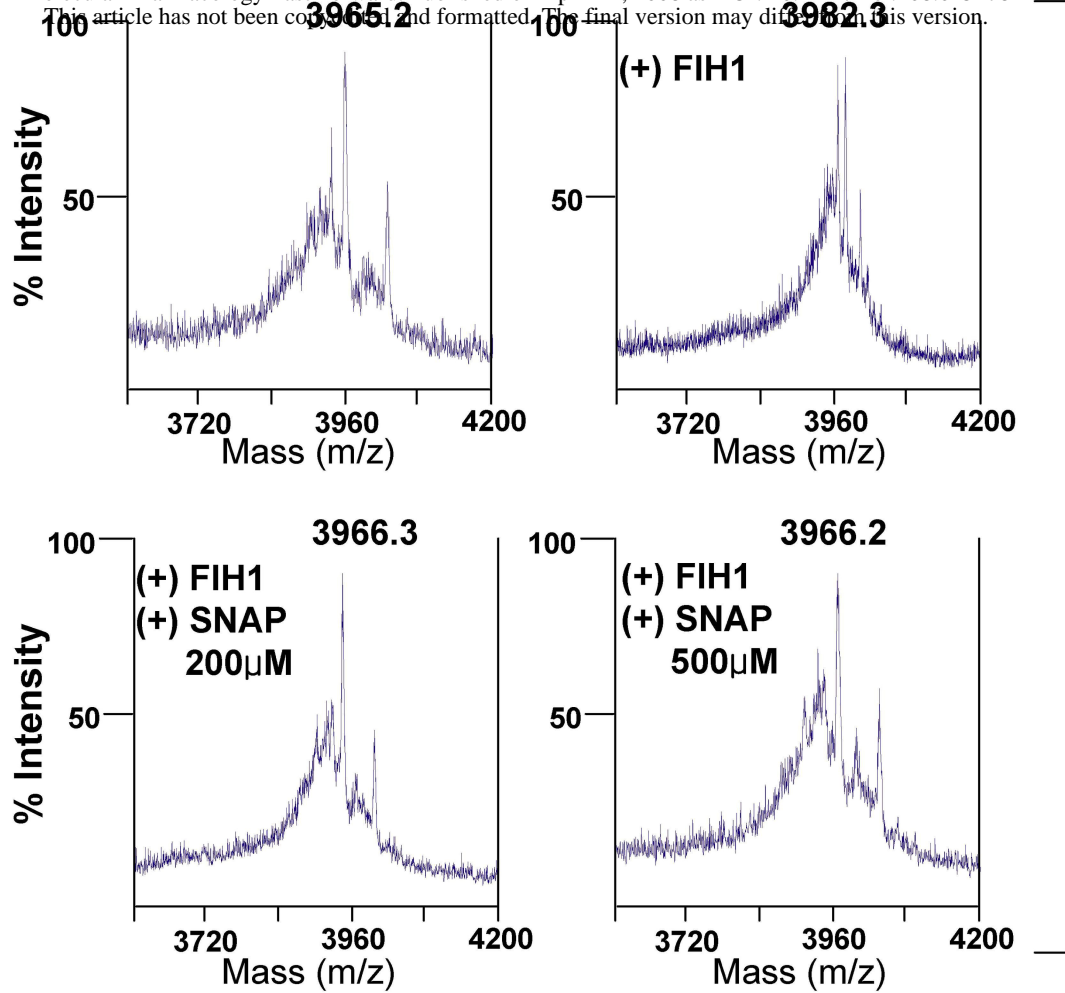 This article has not been copyedited and formatted. The final version may differ from this version.
3965.2
100
50
% Intensity
3720 3960 4200
Mass (m/z)
3982.3
100
(+) FIH1
50
3720 3960 4200
Mass (m/z)
3966.3
100
(+) FIH1
(+) SNAP
200µM
50
% Intensity
3720 3960 4200
Mass (m/z)
3966.2
100
(+) FIH1
(+) SNAP
500µM
50
3720 3960 4200
Mass (m/z)